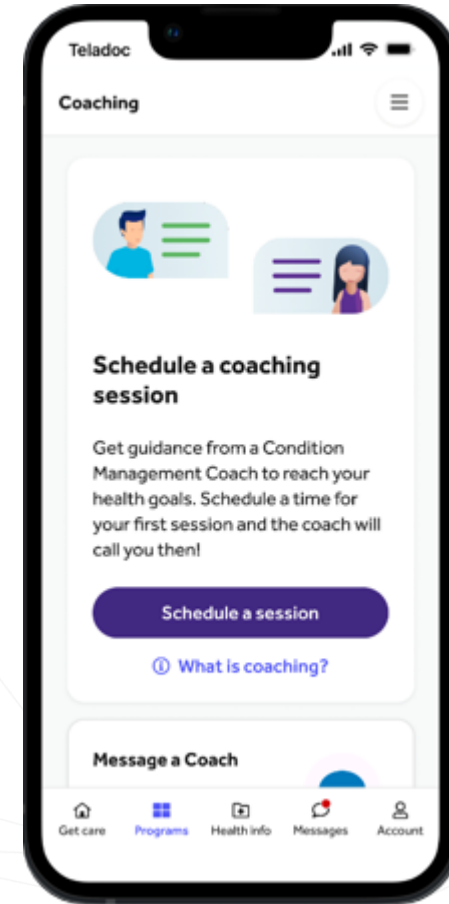 Teladoc
Coaching
Schedule a coaching
session
Get guidance from a Condition
Management Coach to reach your
health goals. Schedule a time for
your first session and the coach will
call you then!
Schedule a session
What is coaching?
Message a Coach
Get care Programs Health info Messages Account